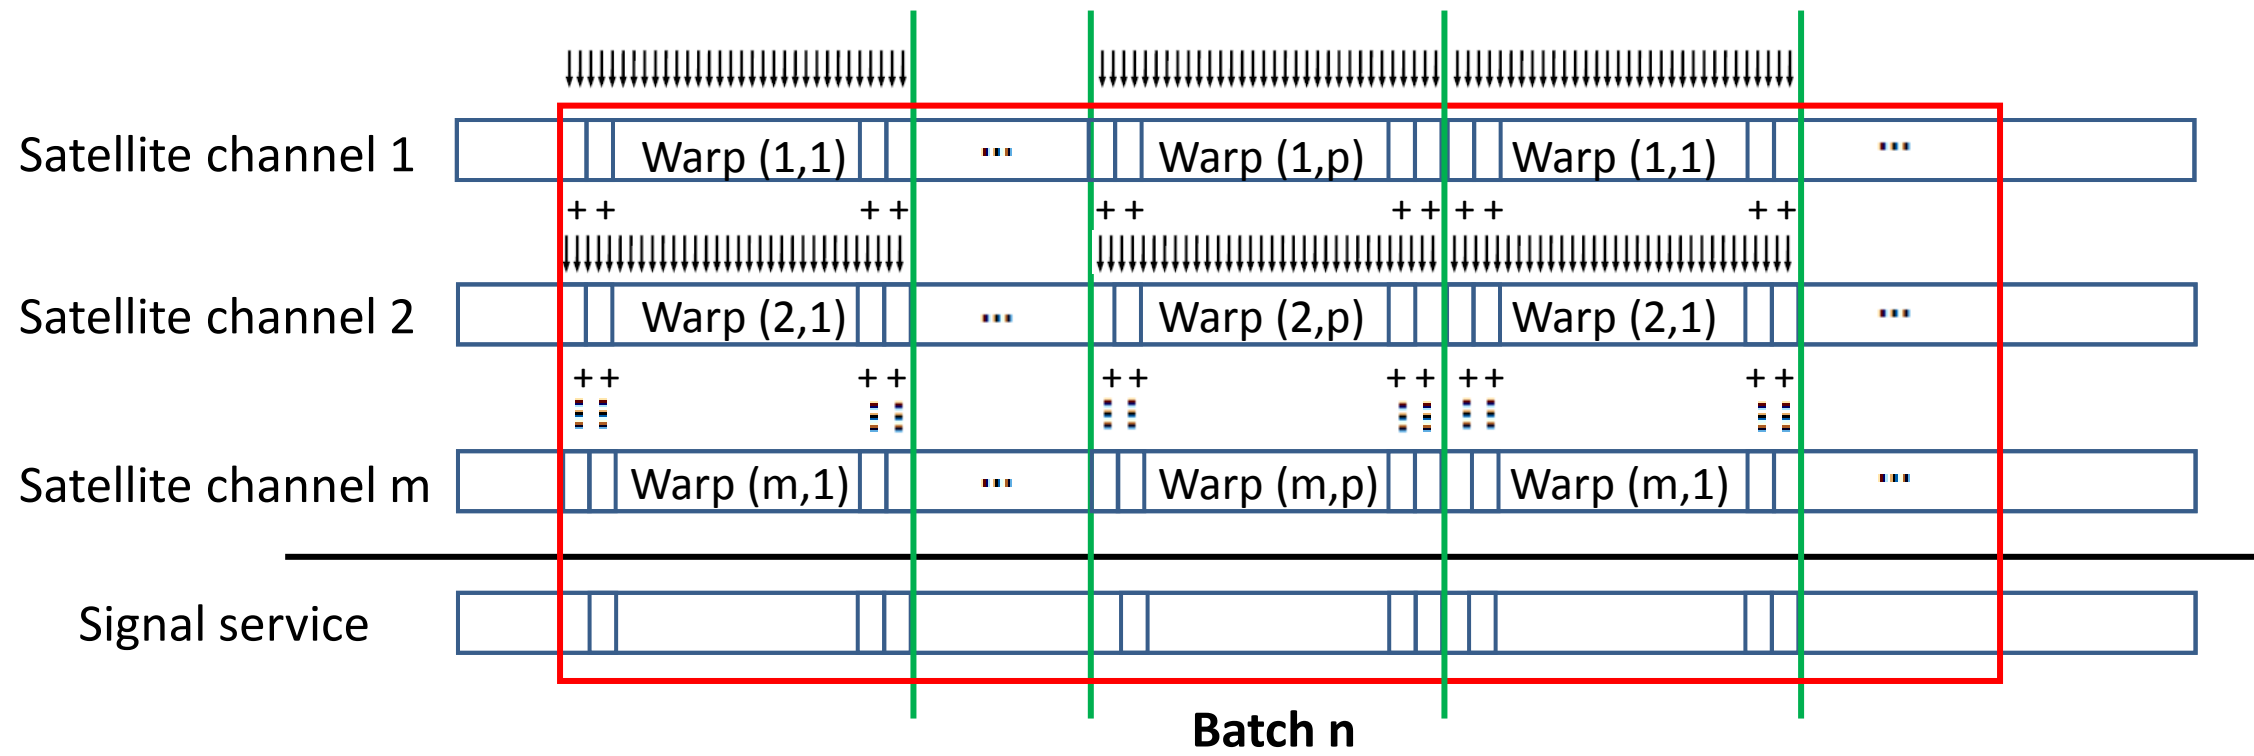 Satellite channel 1 Warp (1,1) ... Warp (1,p) Warp (1,1) ...
+ + + + + + + + + + + +
Satellite channel 2 Warp (2,1) ... Warp (2,p) Warp (2,1) ...
+ + + + + + + + + + + +
Satellite channel m Warp (m,1) ... Warp (m,p) Warp (m,1) ...
Signal service
Batch n